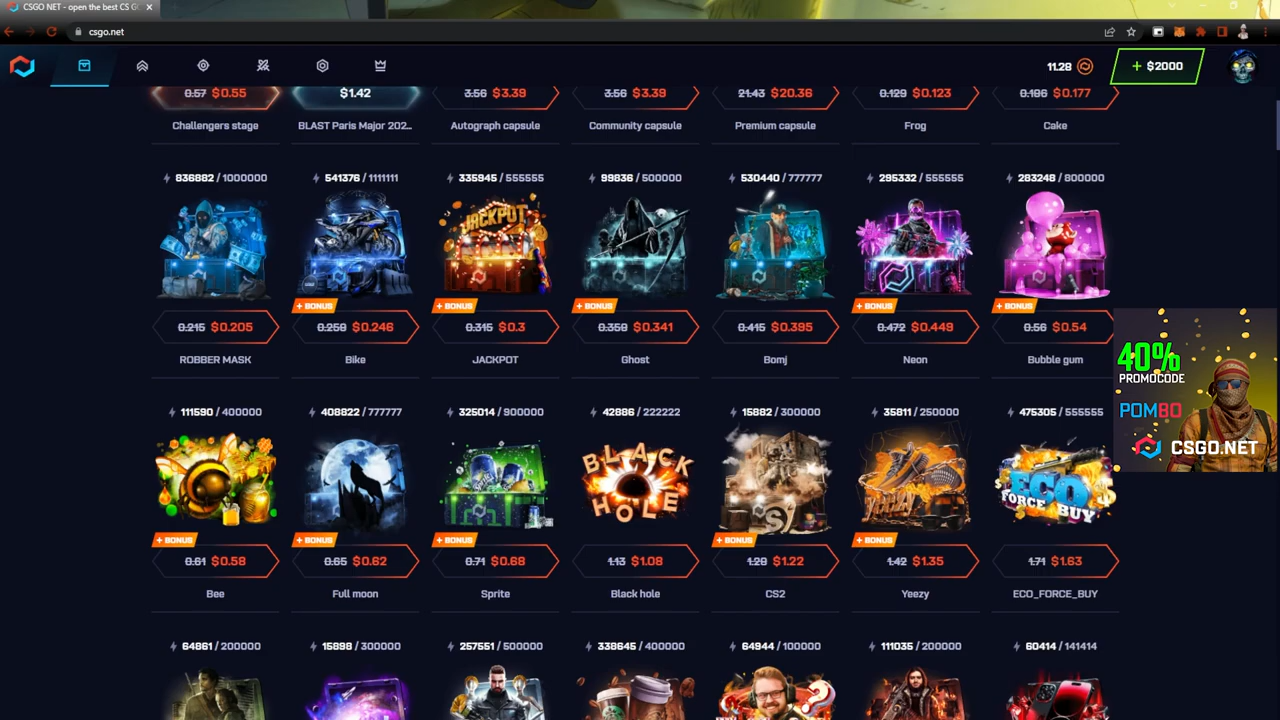 CSGO NET - open the best CS G
csgo.net
11.28
+ $2000
0.57 $0.55
$1.42
3.56 $3.39
3.56 $3.39
21.43 $20.36
0.129 $0.123
0.186 $0.177
Challengers stage
BLAST Paris Major 202...
Autograph capsule
Community capsule
Premium capsule
Frog
Cake
836882 / 1000000
541376 / 1111111
335945 / 555555
99836 / 500000
530440 / 777777
295332 / 555555
283248 / 800000
JACKPOT
+ BONUS
+ BONUS
+ BONUS
+ BONUS
+ BONUS
0.215 $0.205
0.259 $0.246
0.315 $0.3
0.359 $0.341
0.415 $0.395
0.472 $0.449
0.56 $0.54
ROBBER MASK
Bike
JACKPOT
Ghost
Bomj
Neon
Bubble gum
40%
PROMOCODE
POMBO
CSGO.NET
111590 / 400000
408822 / 777777
325014 / 900000
42886 / 222222
15882 / 300000
35811 / 250000
475305 / 555555
BLACK
HOLE
ECO
FORCE BUY
+ BONUS
+ BONUS
+ BONUS
+ BONUS
+ BONUS
0.61 $0.58
0.65 $0.62
0.71 $0.68
1.13 $1.08
1.28 $1.22
1.42 $1.35
1.71 $1.63
Bee
Full moon
Sprite
Black hole
CS2
Yeezy
ECO_FORCE_BUY
64861 / 200000
15898 / 300000
257551 / 500000
338645 / 400000
64944 / 100000
111035 / 200000
60414 / 141414